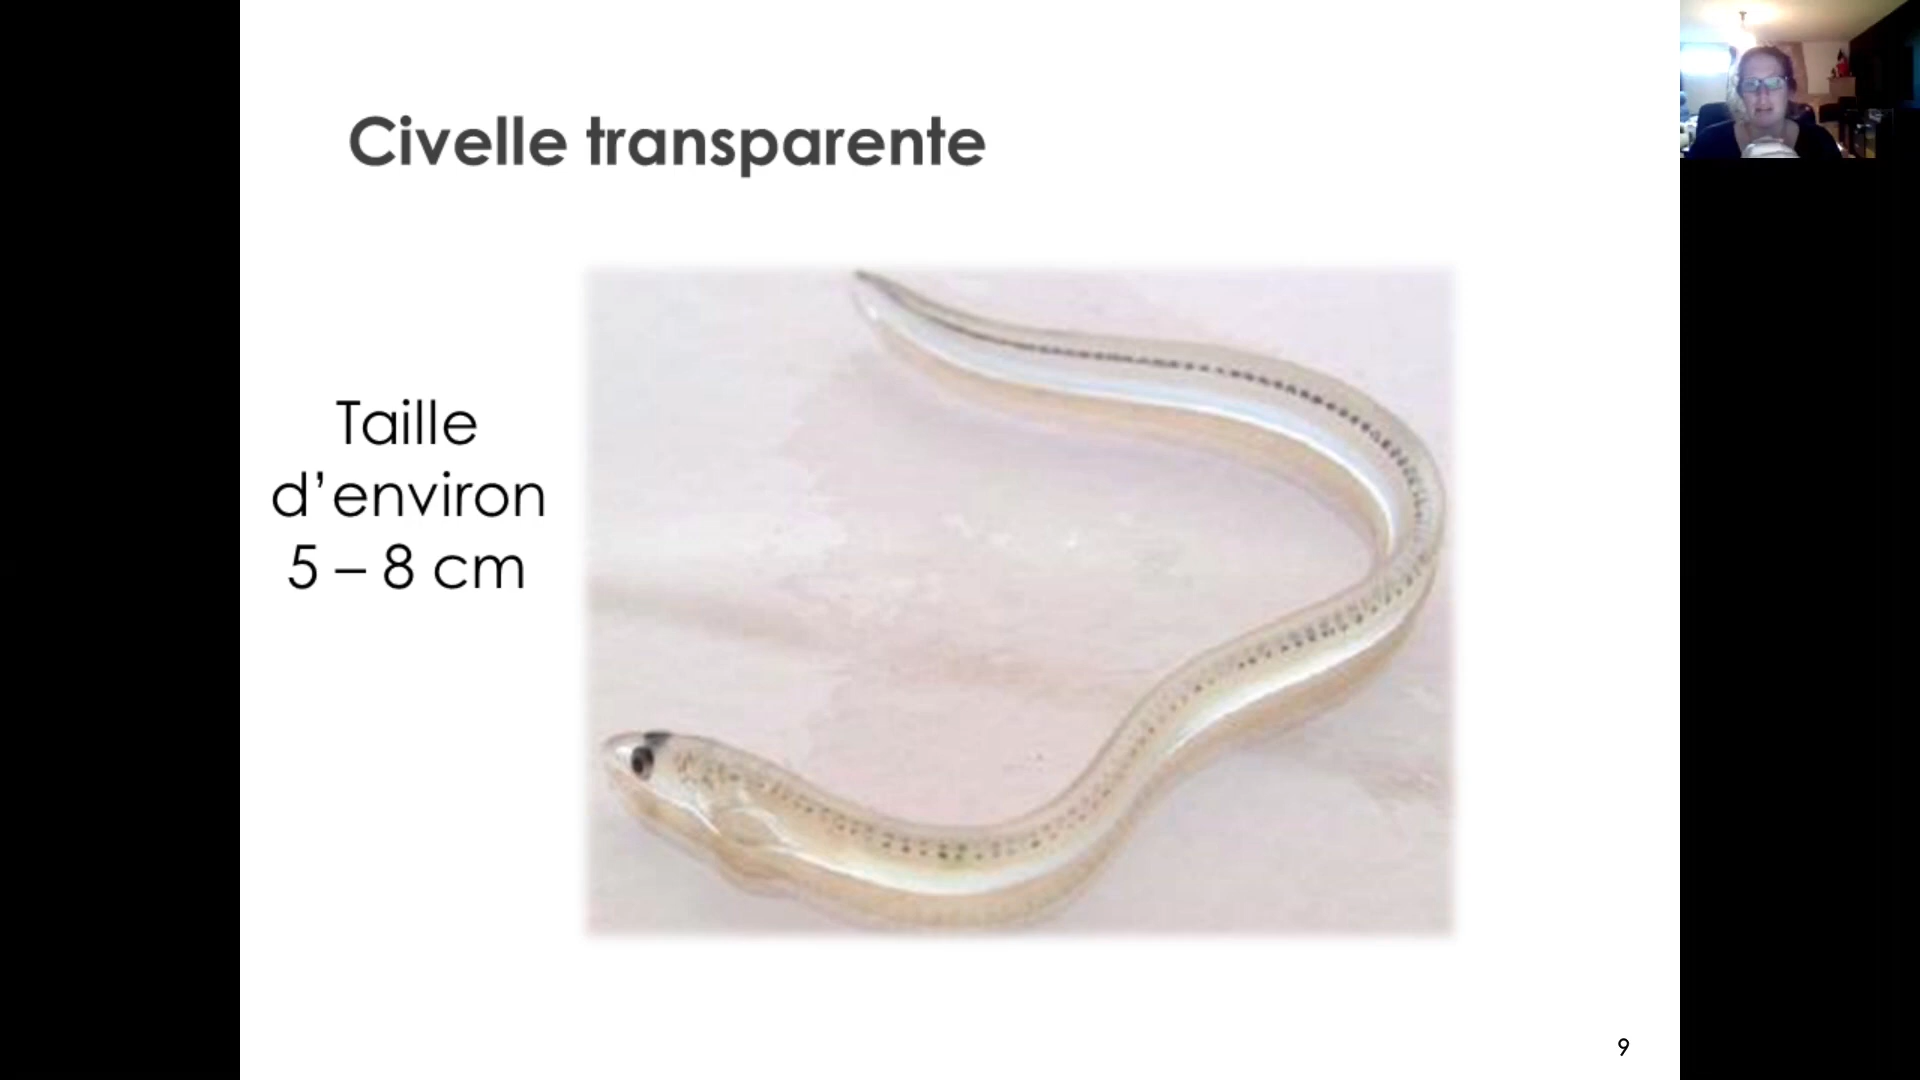 Civelle transparente
Taille
d’environ
5 – 8 cm
9